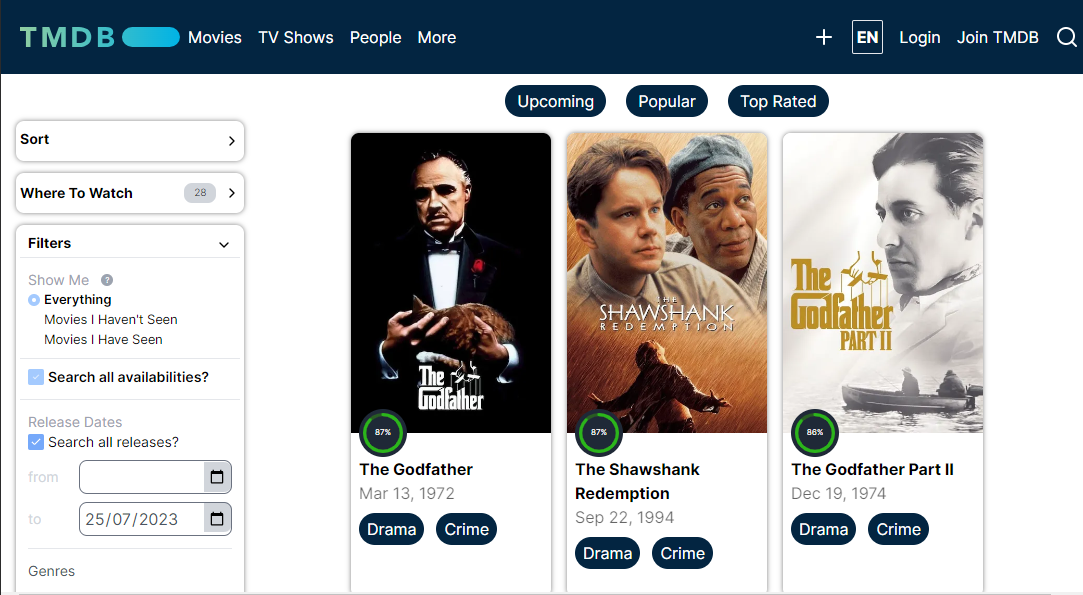 TMDB Movies TV Shows People More + EN Login Join TMDB
Upcoming Popular Top Rated
Sort
Where To Watch 28
Filters
Show Me ?
Everything
Movies I Haven't Seen
Movies I Have Seen
Search all availabilities?
Release Dates
Search all releases?
from
to 25/07/2023
Genres
The
Godfather
87%
The Godfather
Mar 13, 1972
Drama Crime
THE
SHAWSHANK
REDEMPTION
87%
The Shawshank
Redemption
Sep 22, 1994
Drama Crime
The
Godfather
PART II
86%
The Godfather Part II
Dec 19, 1974
Drama Crime